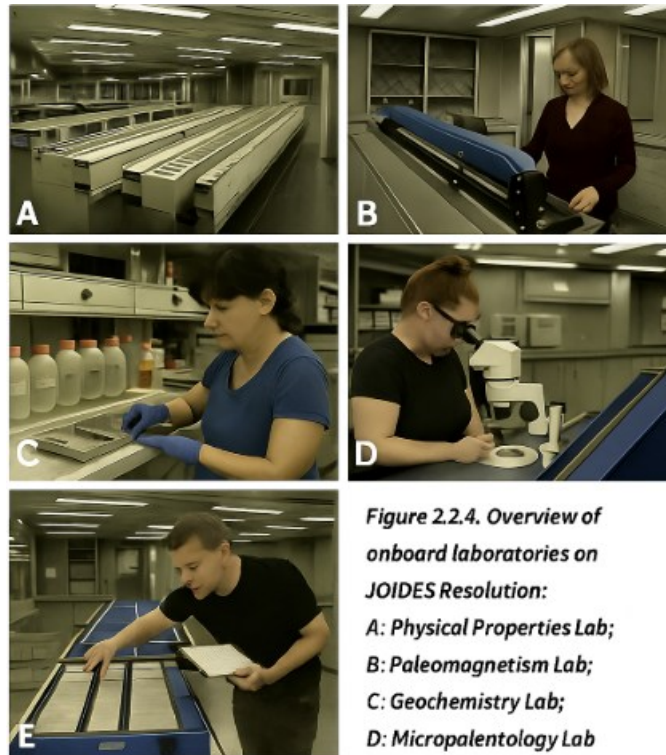 A
B
C
D
E
Figure 2.2.4. Overview of
onboard laboratories on
JOIDES Resolution:
A: Physical Properties Lab;
B: Paleomagnetism Lab;
C: Geochemistry Lab;
D: Micropalentology Lab